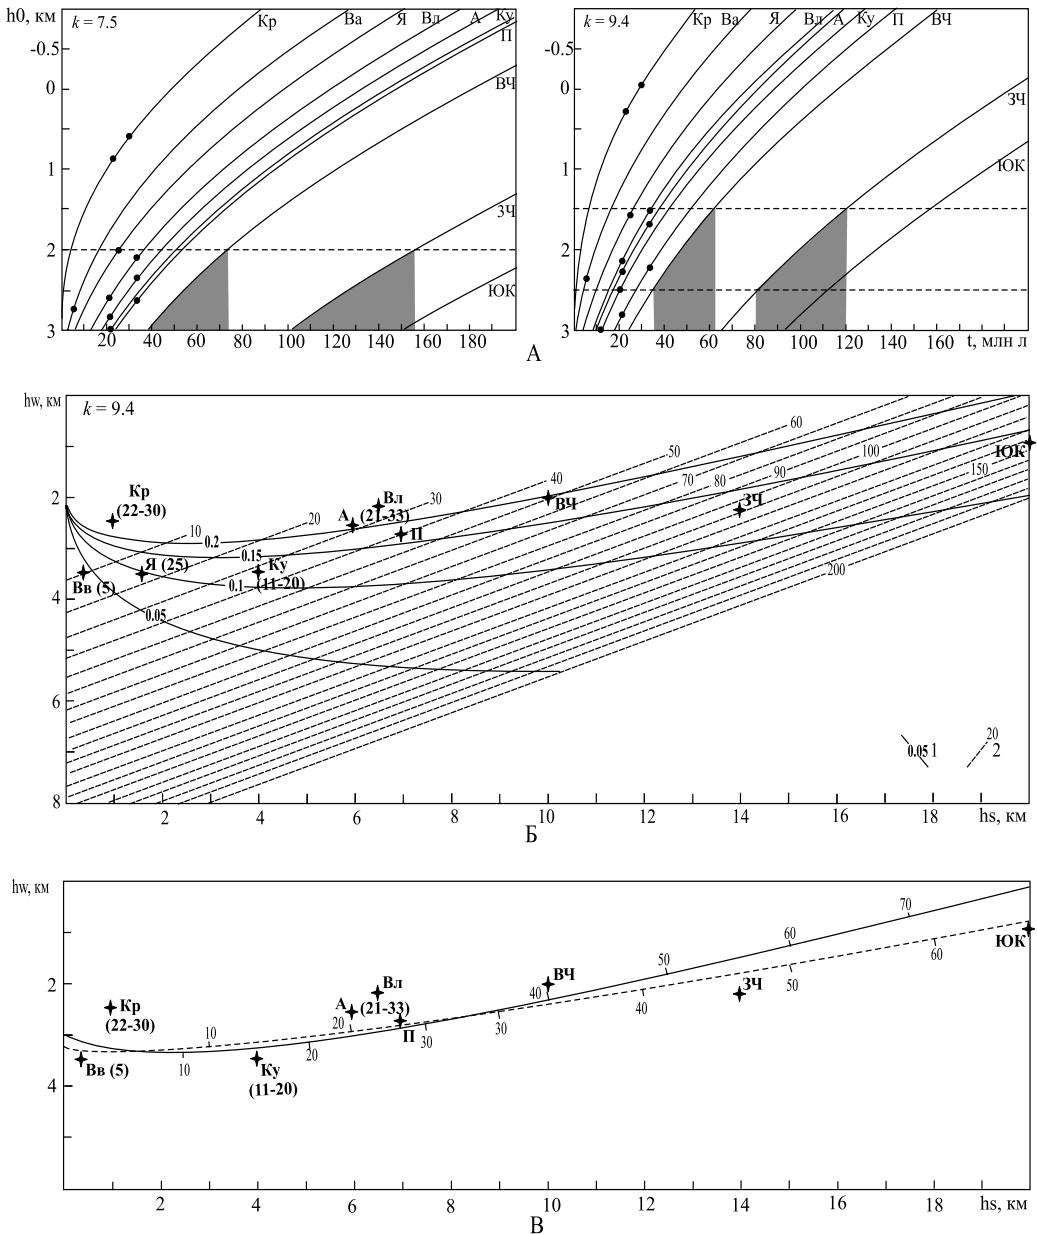 h0, км
k = 7.5
Кр
Ва
Я
Вл
А
Ку
П
ВЧ
ЗЧ
ЮК
-0.5
0
1
2
3
20 40 60 80 100 120 140 160 180
k = 9.4
Кр
Ва
Я
Вл
А
Ку
П
ВЧ
ЗЧ
ЮК
-0.5
0
1
2
3
20 40 60 80 100 120 140 160 t, млн л
А
hw, км
k = 9.4
60
50
40
30
20
10
70
80
90
100
150
200
0.2
0.15
0.1
0.05
Кр
(22-30)
Вв (5)
Я (25)
Ку
(11-20)
А
Вл
(21-33)
П
ВЧ
ЗЧ
ЮК
0.05 1
20
2
2
4
6
8
2 4 6 8 10 12 14 16 18 hs, км
Б
hw, км
Кр
(22-30)
Вв (5)
Ку
(11-20)
А
Вл
(21-33)
П
ВЧ
ЗЧ
ЮК
10
20
30
40
50
60
70
10
20
30
40
50
60
2
4
2 4 6 8 10 12 14 16 18 hs, км
В